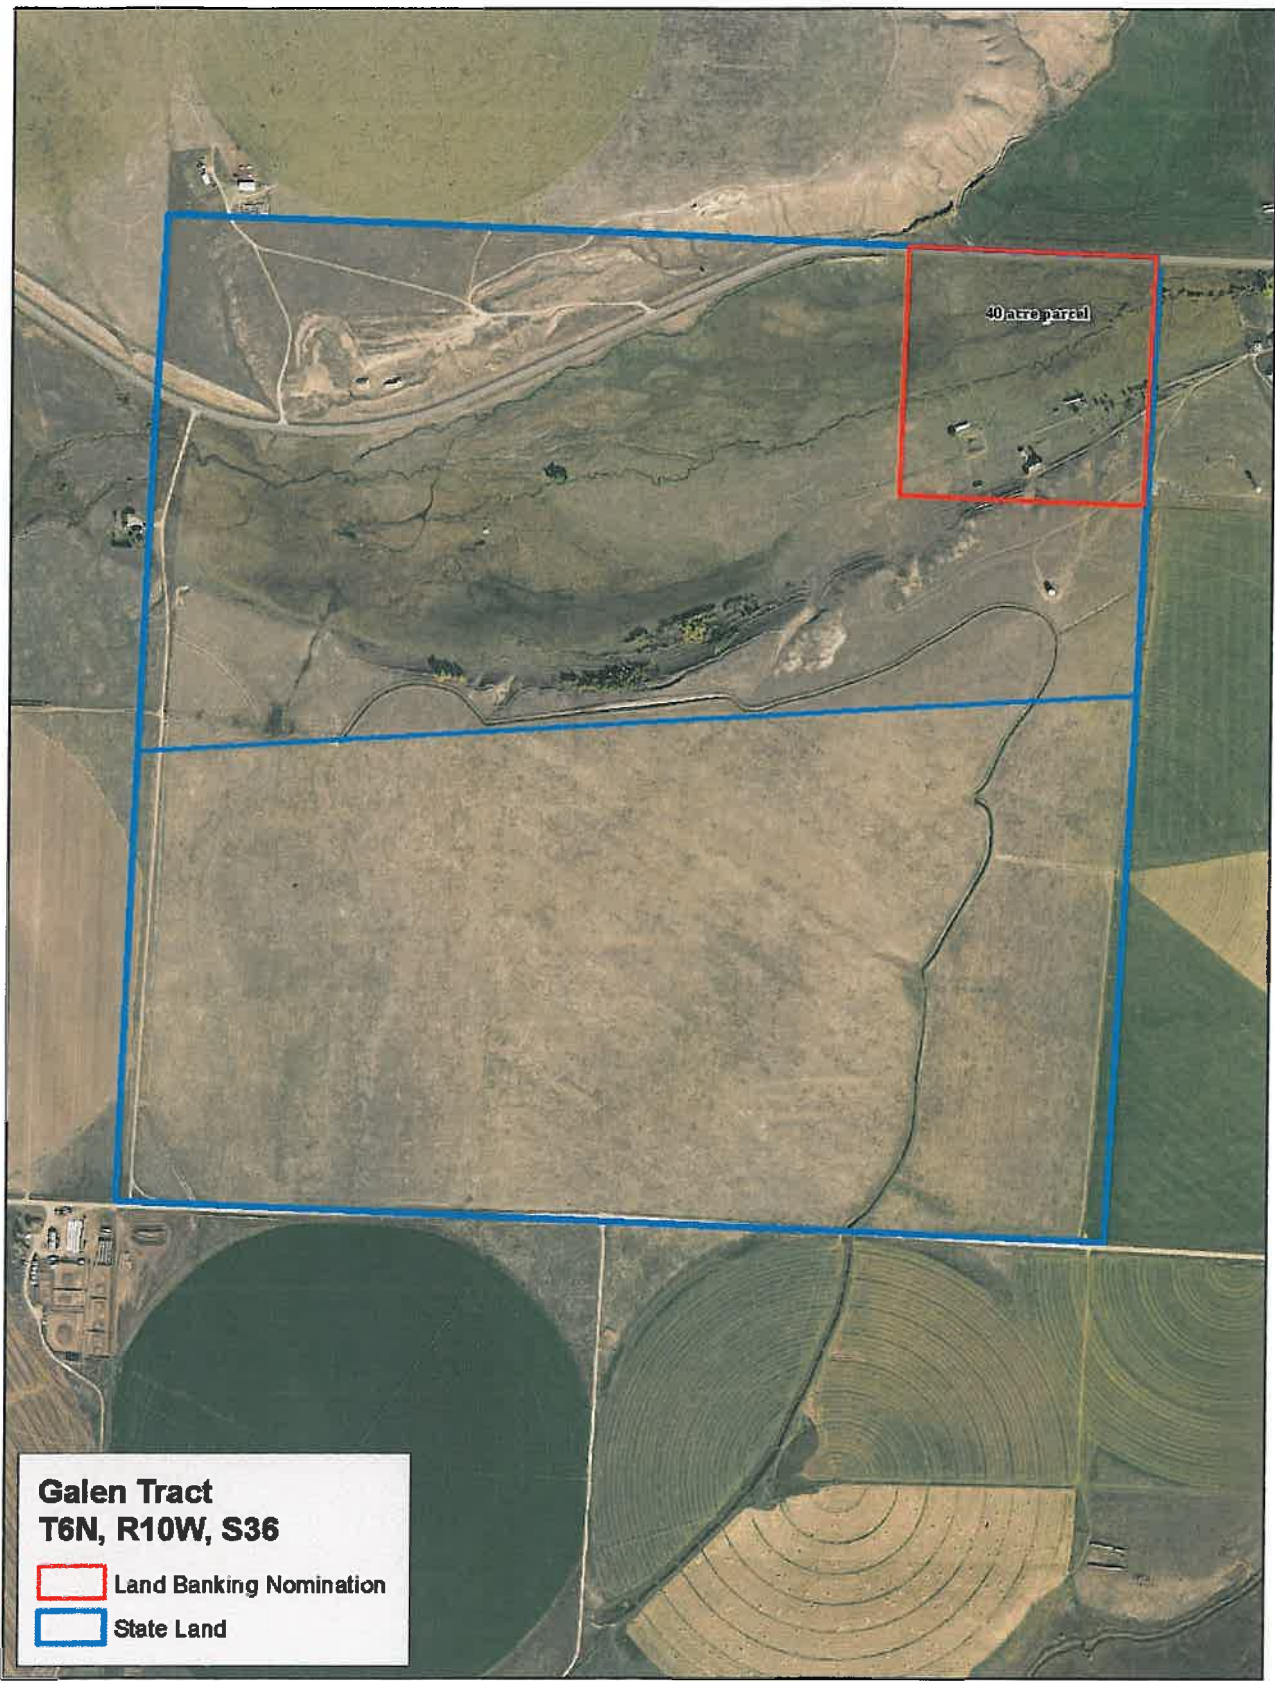 40 acre parcel
Galen Tract
T6N, R10W, S36
Land Banking Nomination
State Land